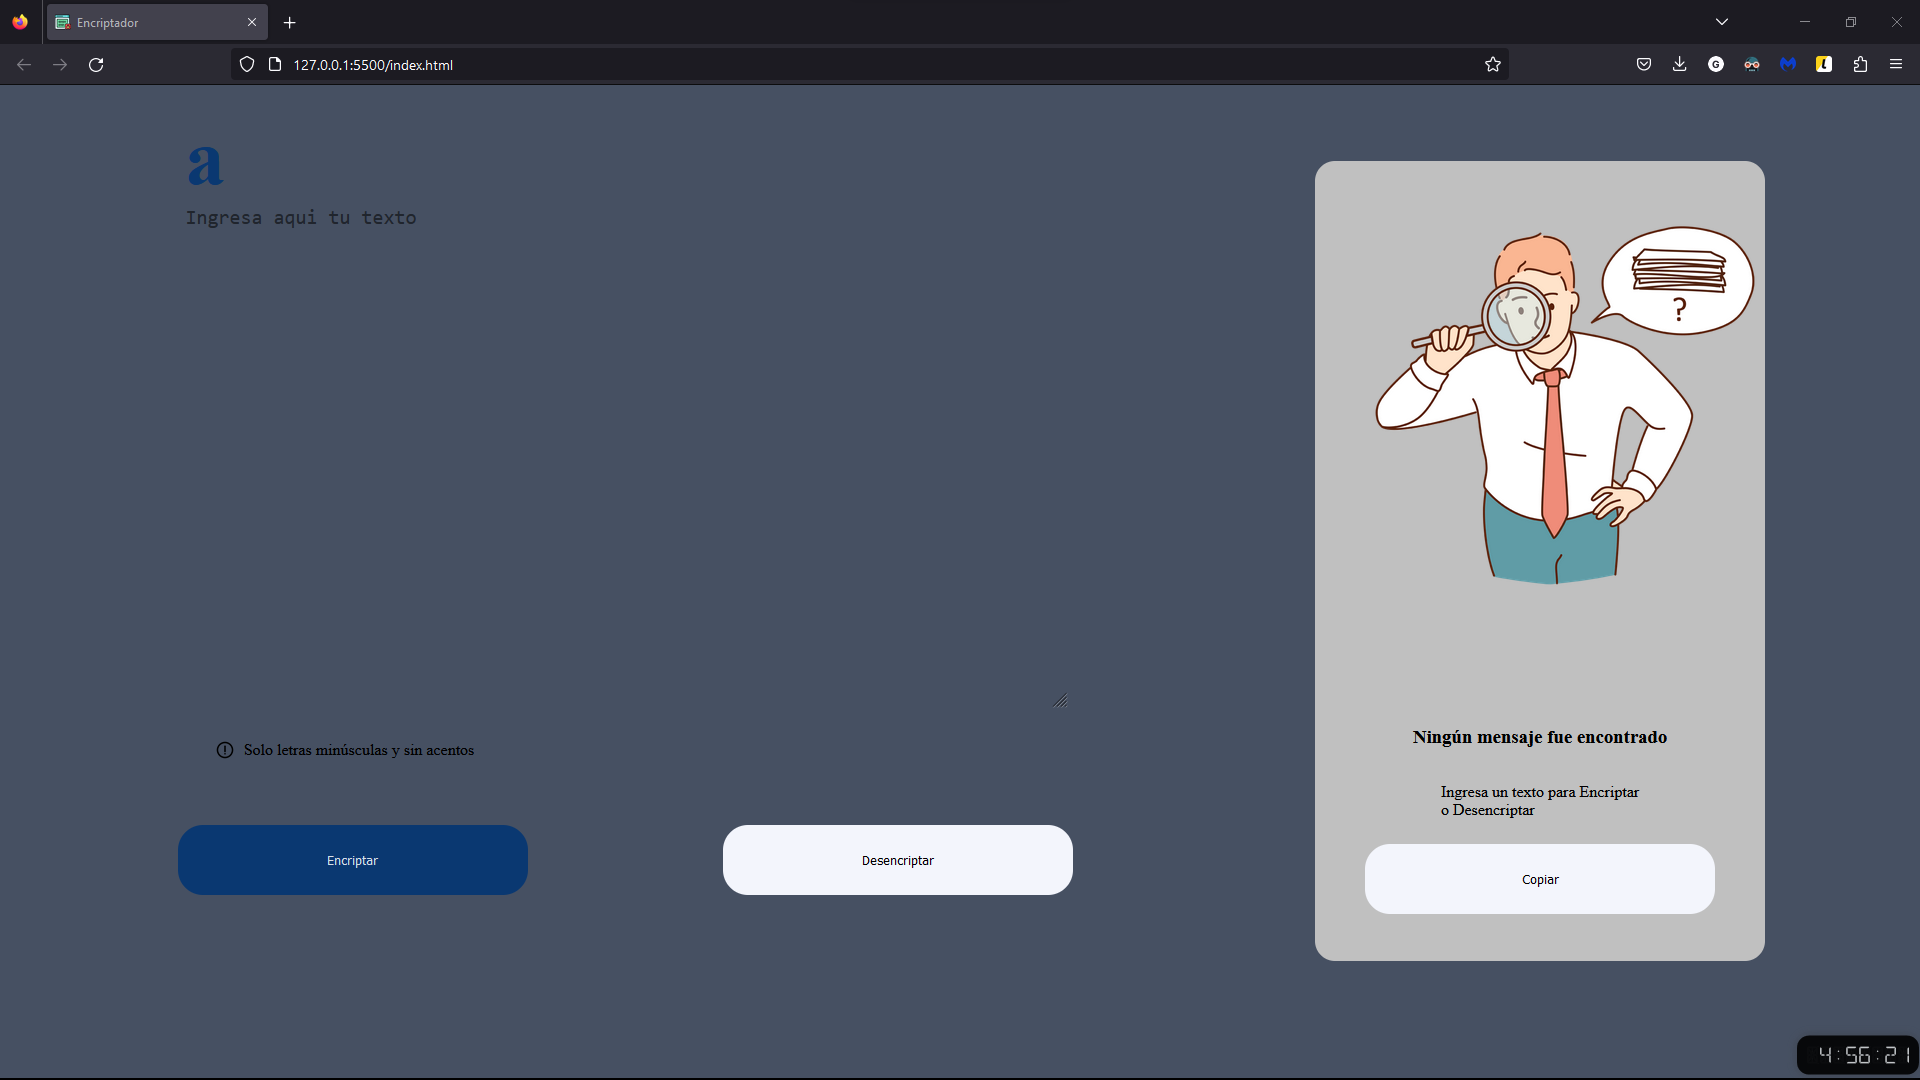 Encriptador
127.0.0.1:5500/index.html
a
Ingresa aqui tu texto
?
Solo letras minúsculas y sin acentos
Encriptar
Desencriptar
Ningún mensaje fue encontrado
Ingresa un texto para Encriptar
o Desencriptar
Copiar
4:56:21